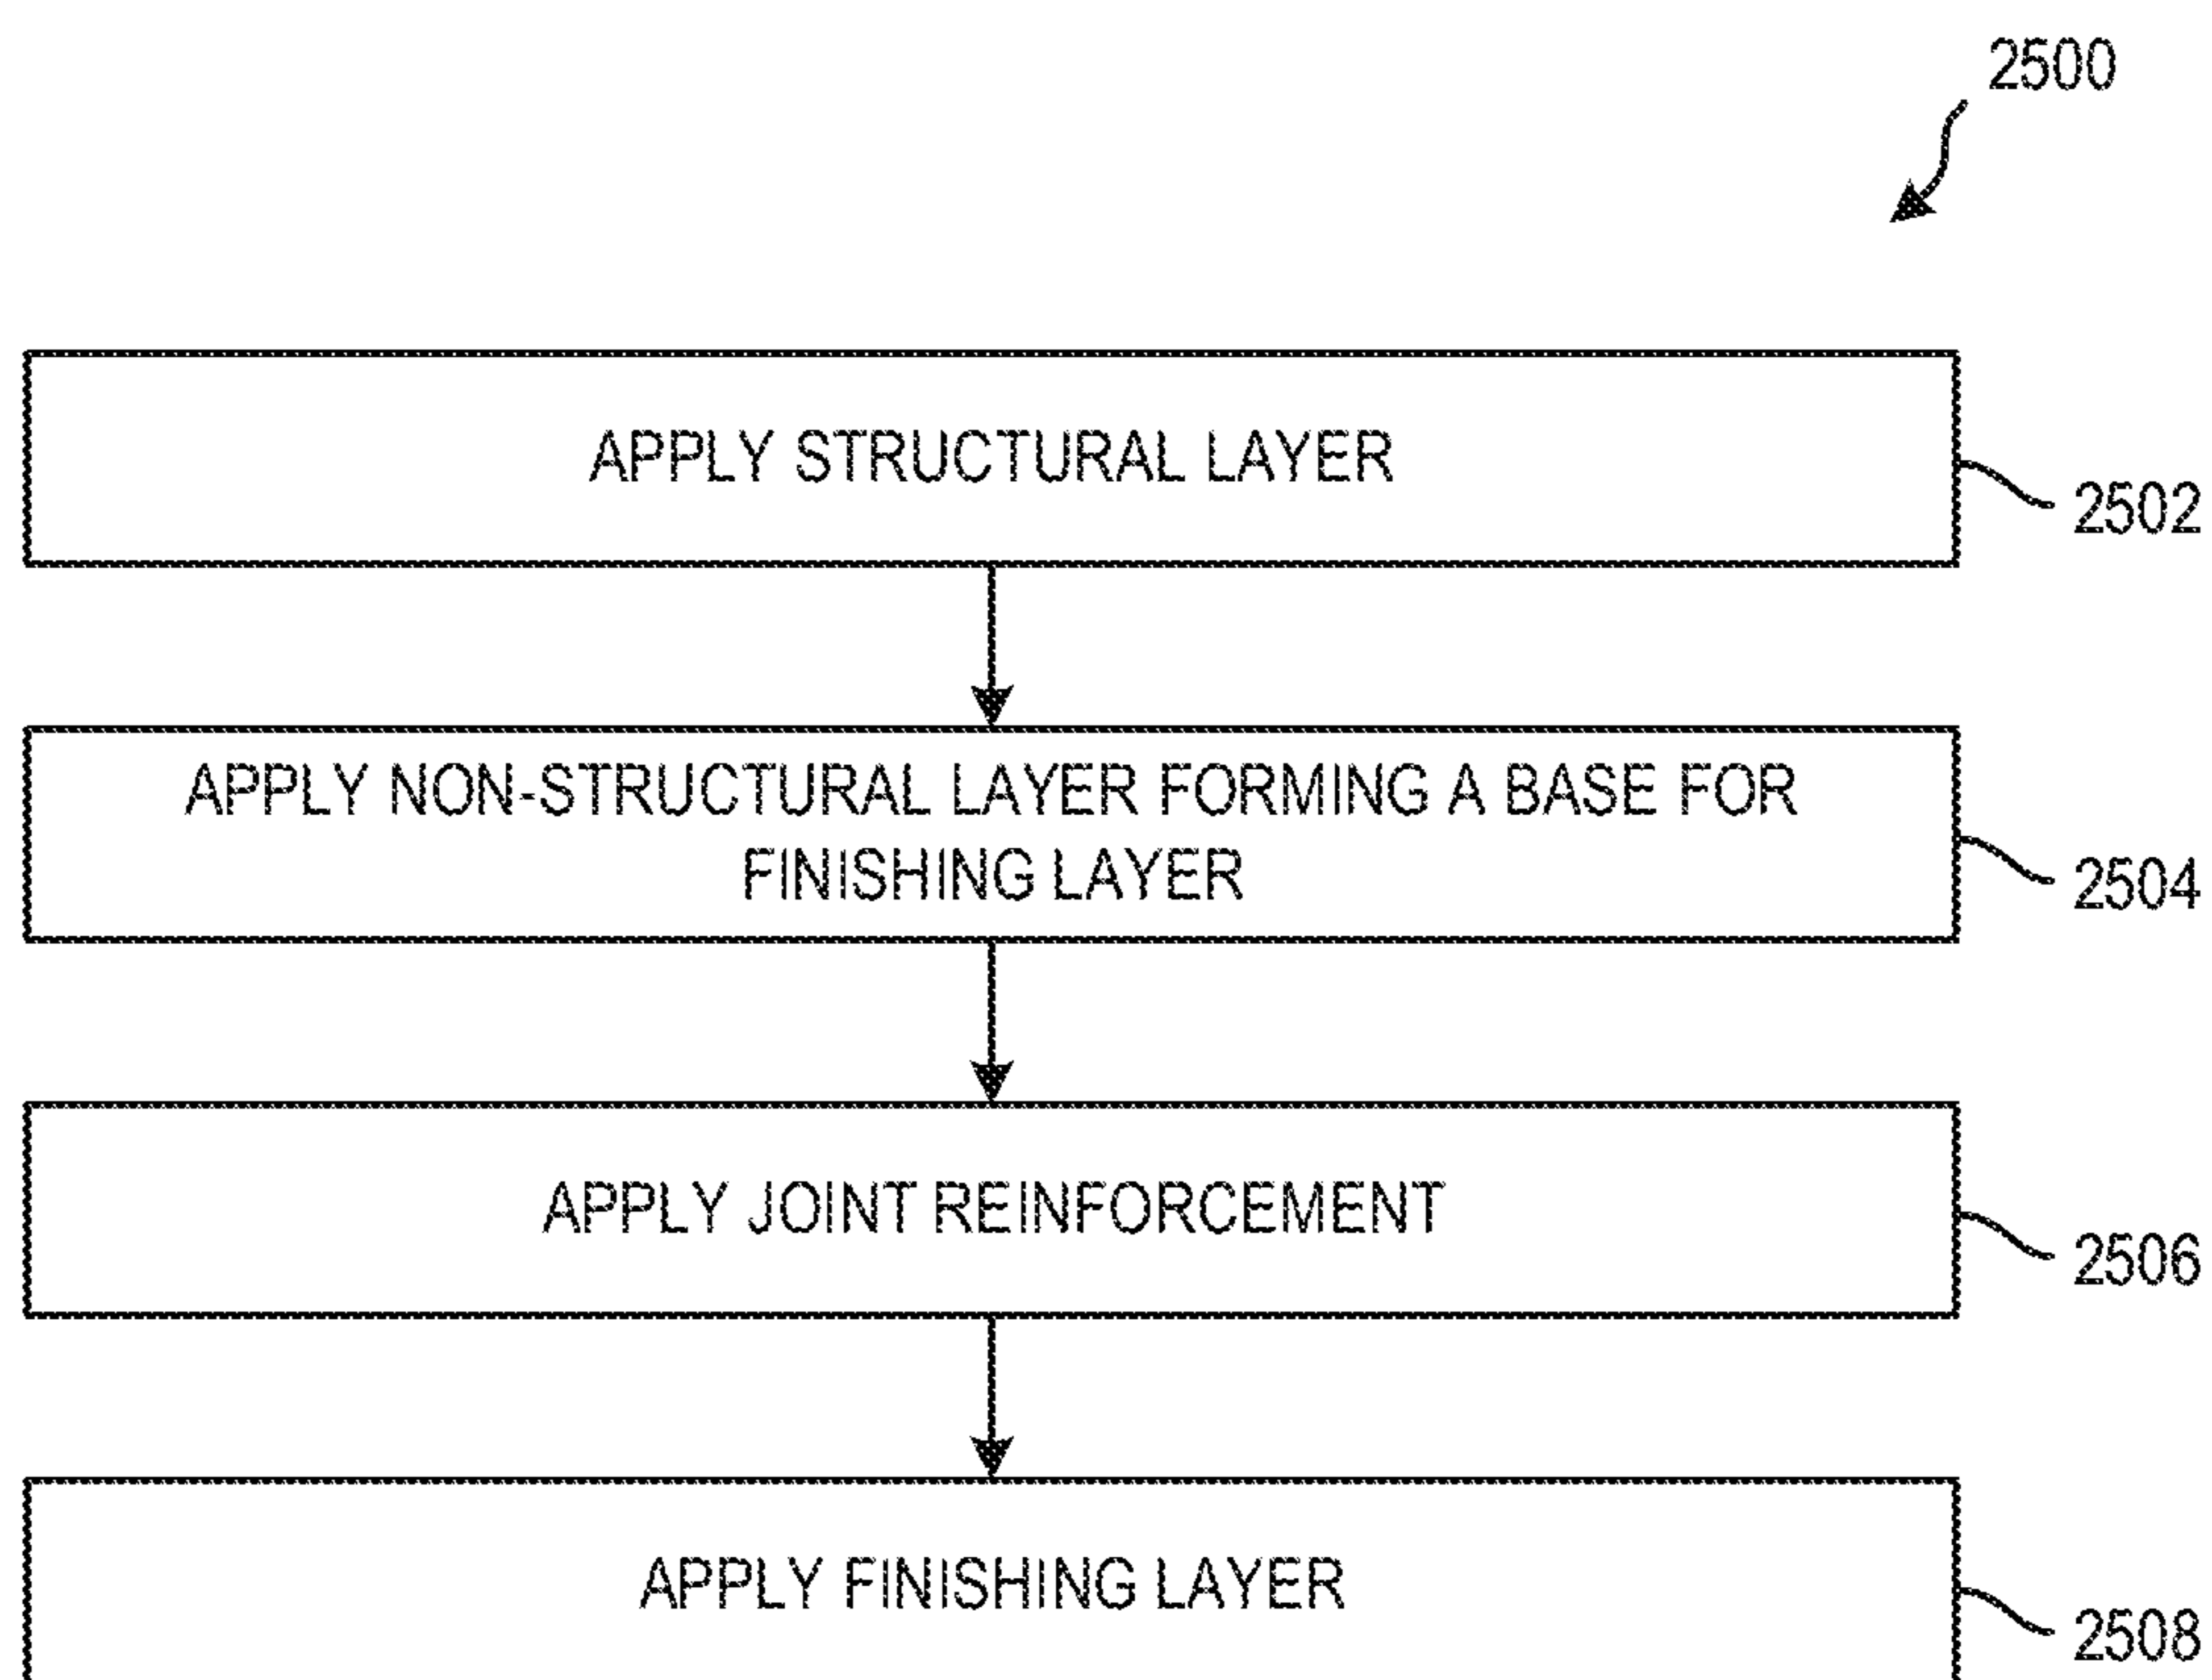 2500
APPLY STRUCTURAL LAYER
2502
APPLY NON-STRUCTURAL LAYER FORMING A BASE FOR
FINISHING LAYER
2504
APPLY JOINT REINFORCEMENT
2506
APPLY FINISHING LAYER
2508